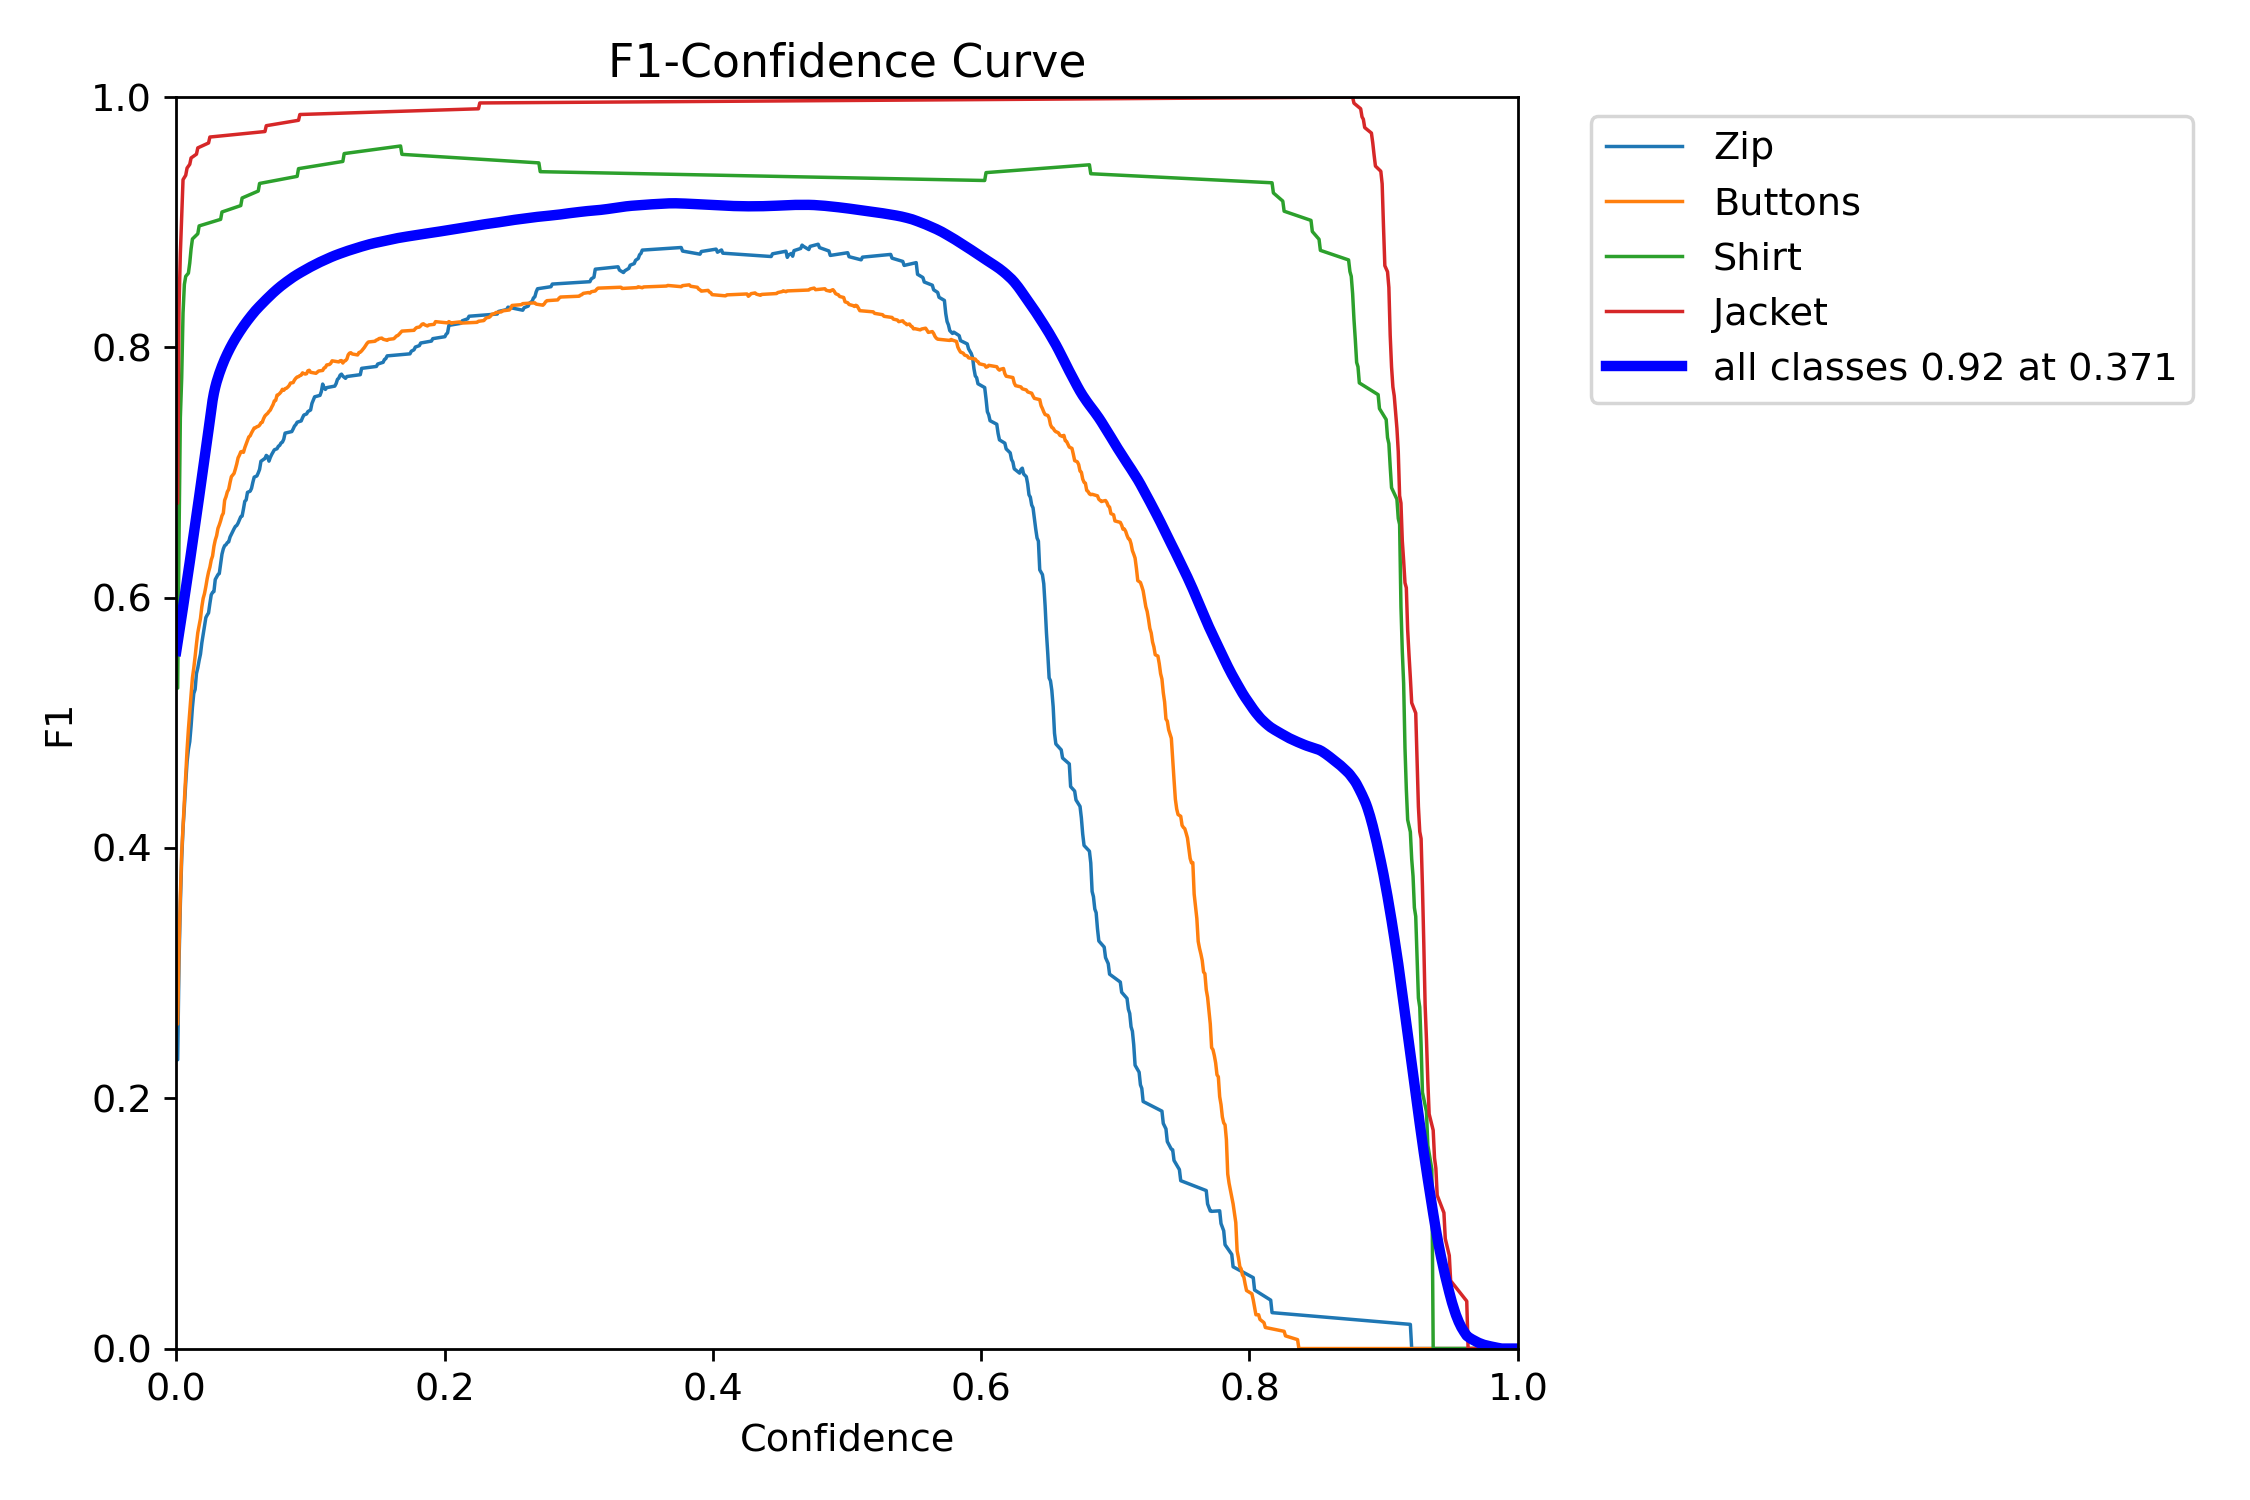 F1-Confidence Curve
1.0
0.8
0.6
0.4
0.2
0.0
F1
0.0 0.2 0.4 0.6 0.8 1.0
Confidence
Zip
Buttons
Shirt
Jacket
all classes 0.92 at 0.371